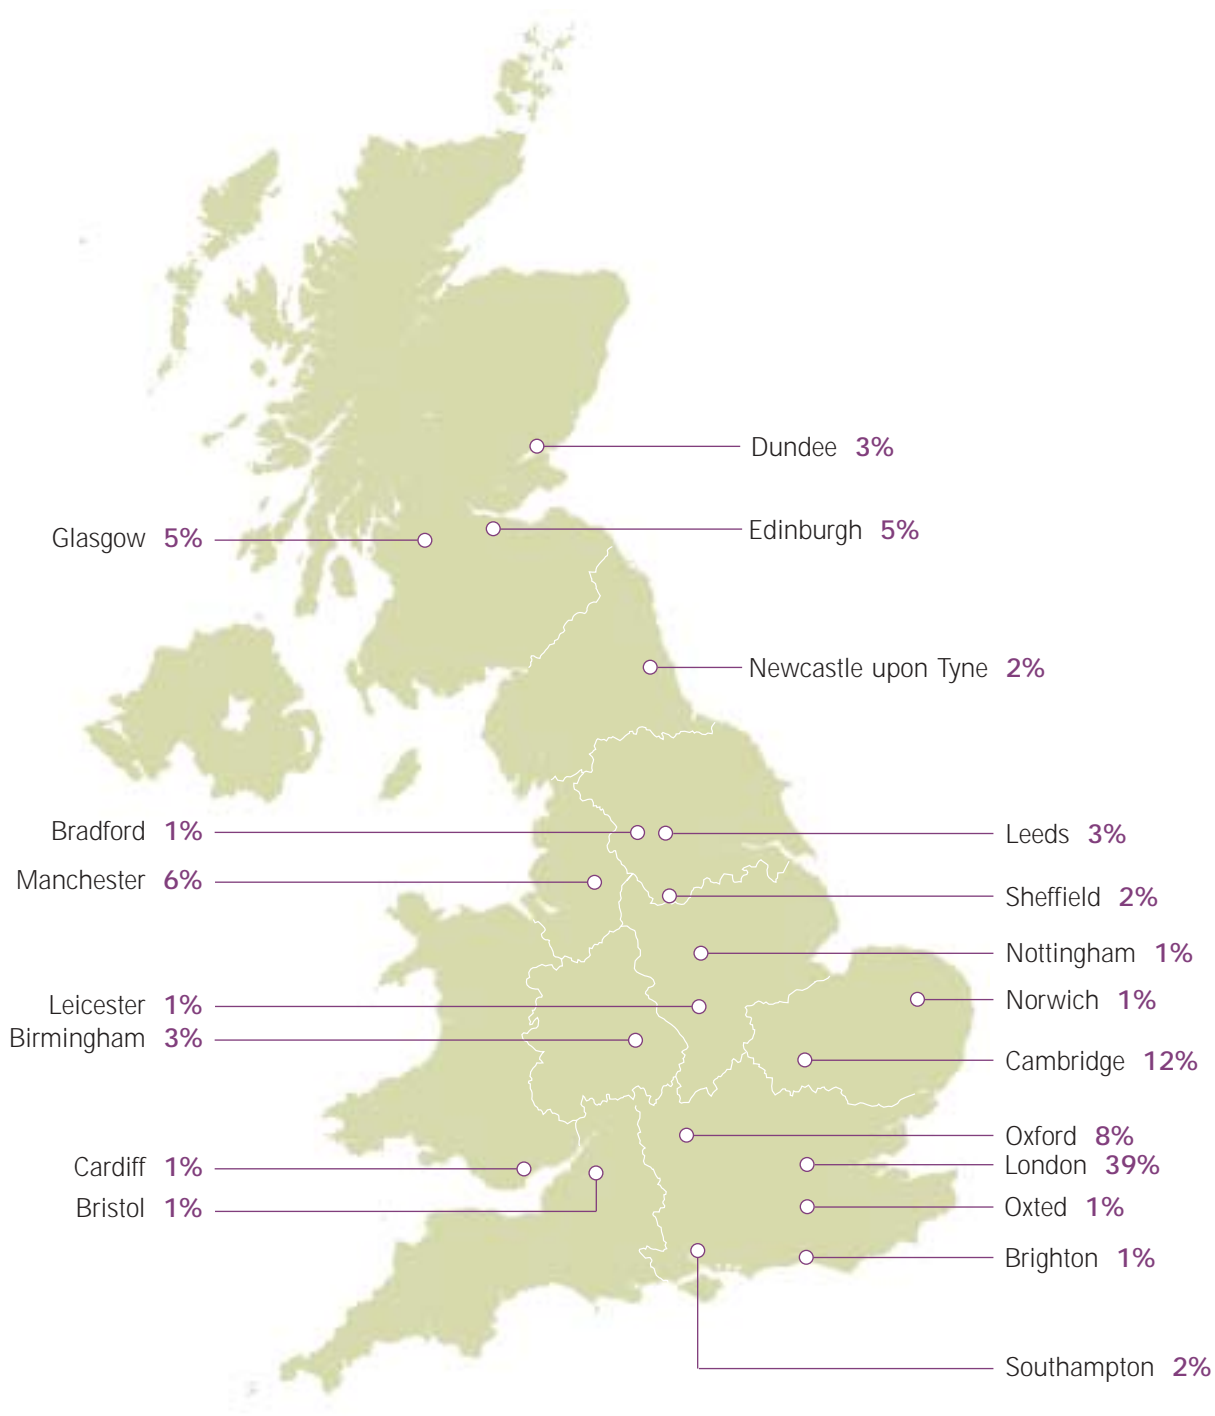 Dundee 3%
Glasgow 5%
Edinburgh 5%
Newcastle upon Tyne 2%
Bradford 1%
Leeds 3%
Manchester 6%
Sheffield 2%
Nottingham 1%
Leicester 1%
Norwich 1%
Birmingham 3%
Cambridge 12%
Oxford 8%
Cardiff 1%
London 39%
Bristol 1%
Oxted 1%
Brighton 1%
Southampton 2%